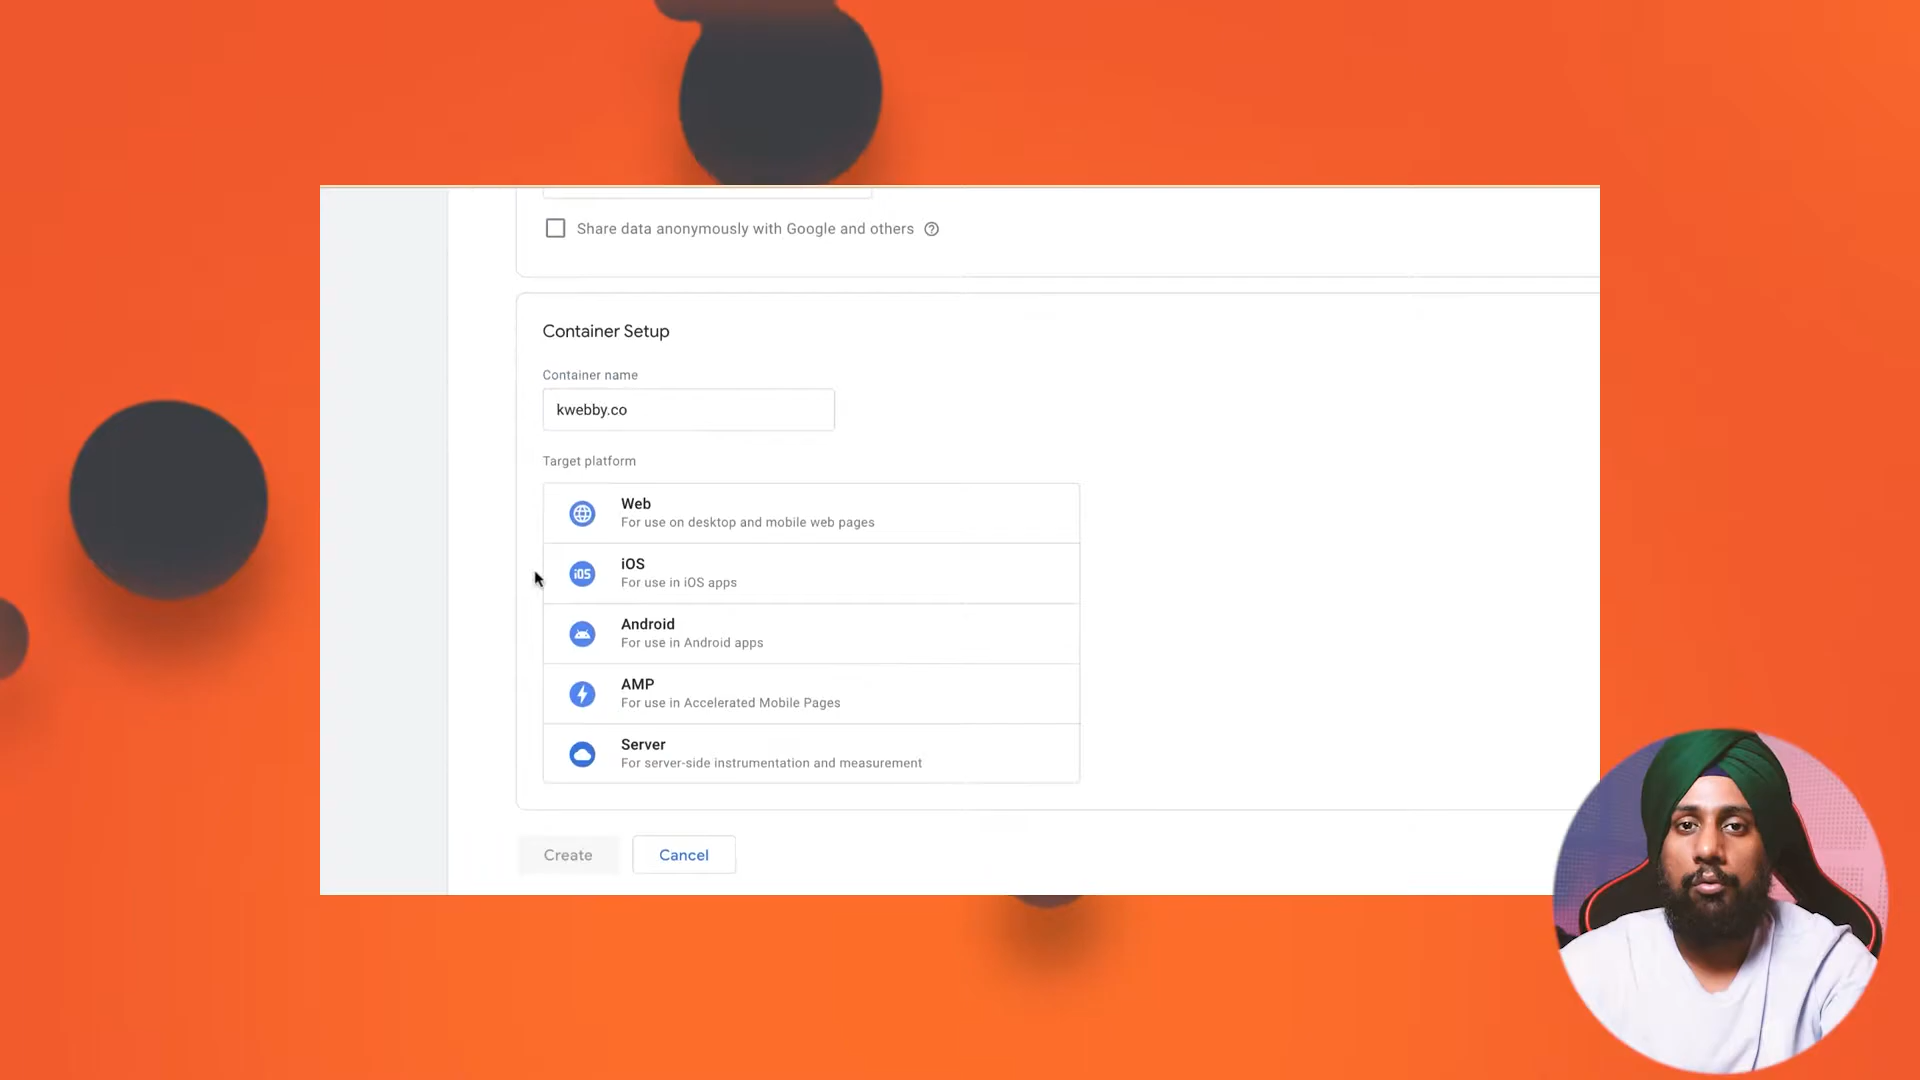 Share data anonymously with Google and others
Container Setup
Container name
kwebby.co
Target platform
Web
For use on desktop and mobile web pages
iOS
iOS
For use in iOS apps
Android
For use in Android apps
AMP
For use in Accelerated Mobile Pages
Server
For server-side instrumentation and measurement
Create
Cancel